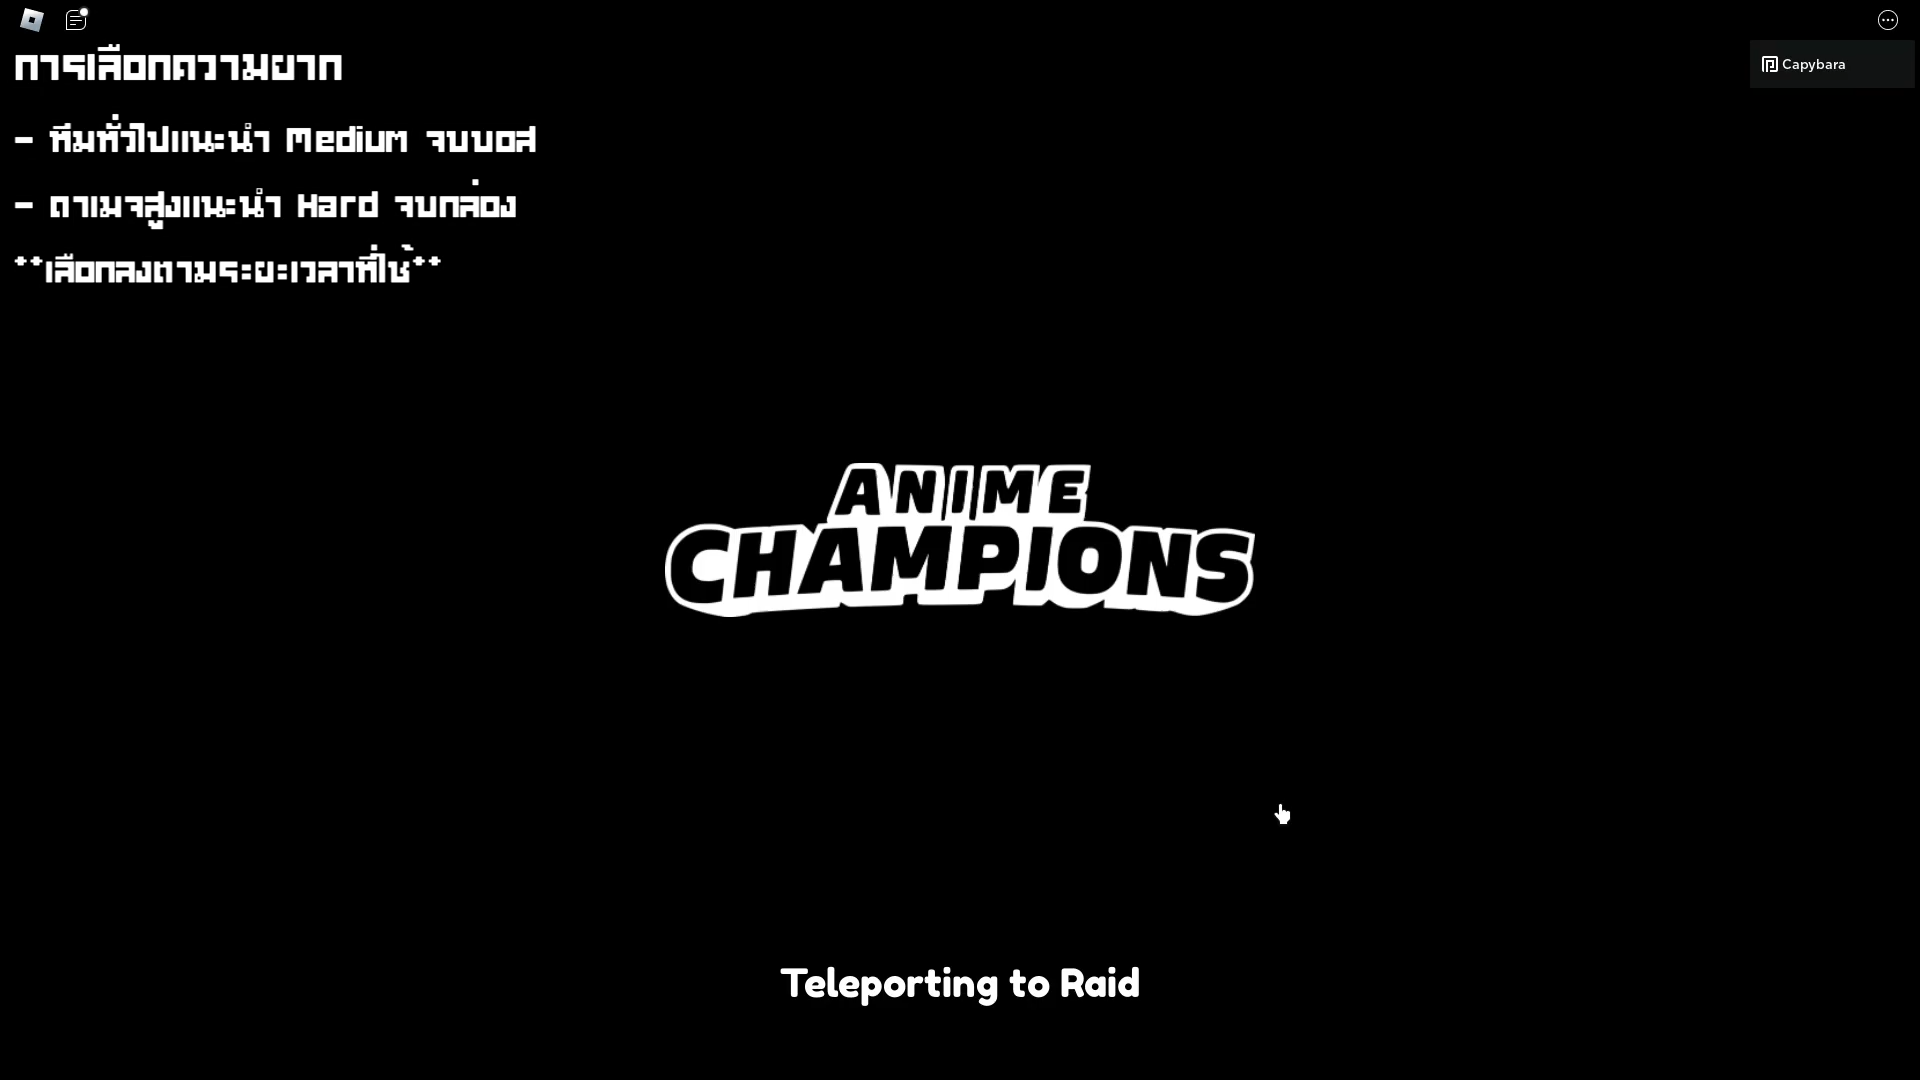 Capybara
การเลือกความยาก
- ทีมทั่วไปแนะนำ Medium จบบอส
- ดาเมจสูงแนะนำ Hard จบกล่อง
**เลือกลงตามระยะเวลาที่ใช้**
ANIME
CHAMPIONS
Teleporting to Raid